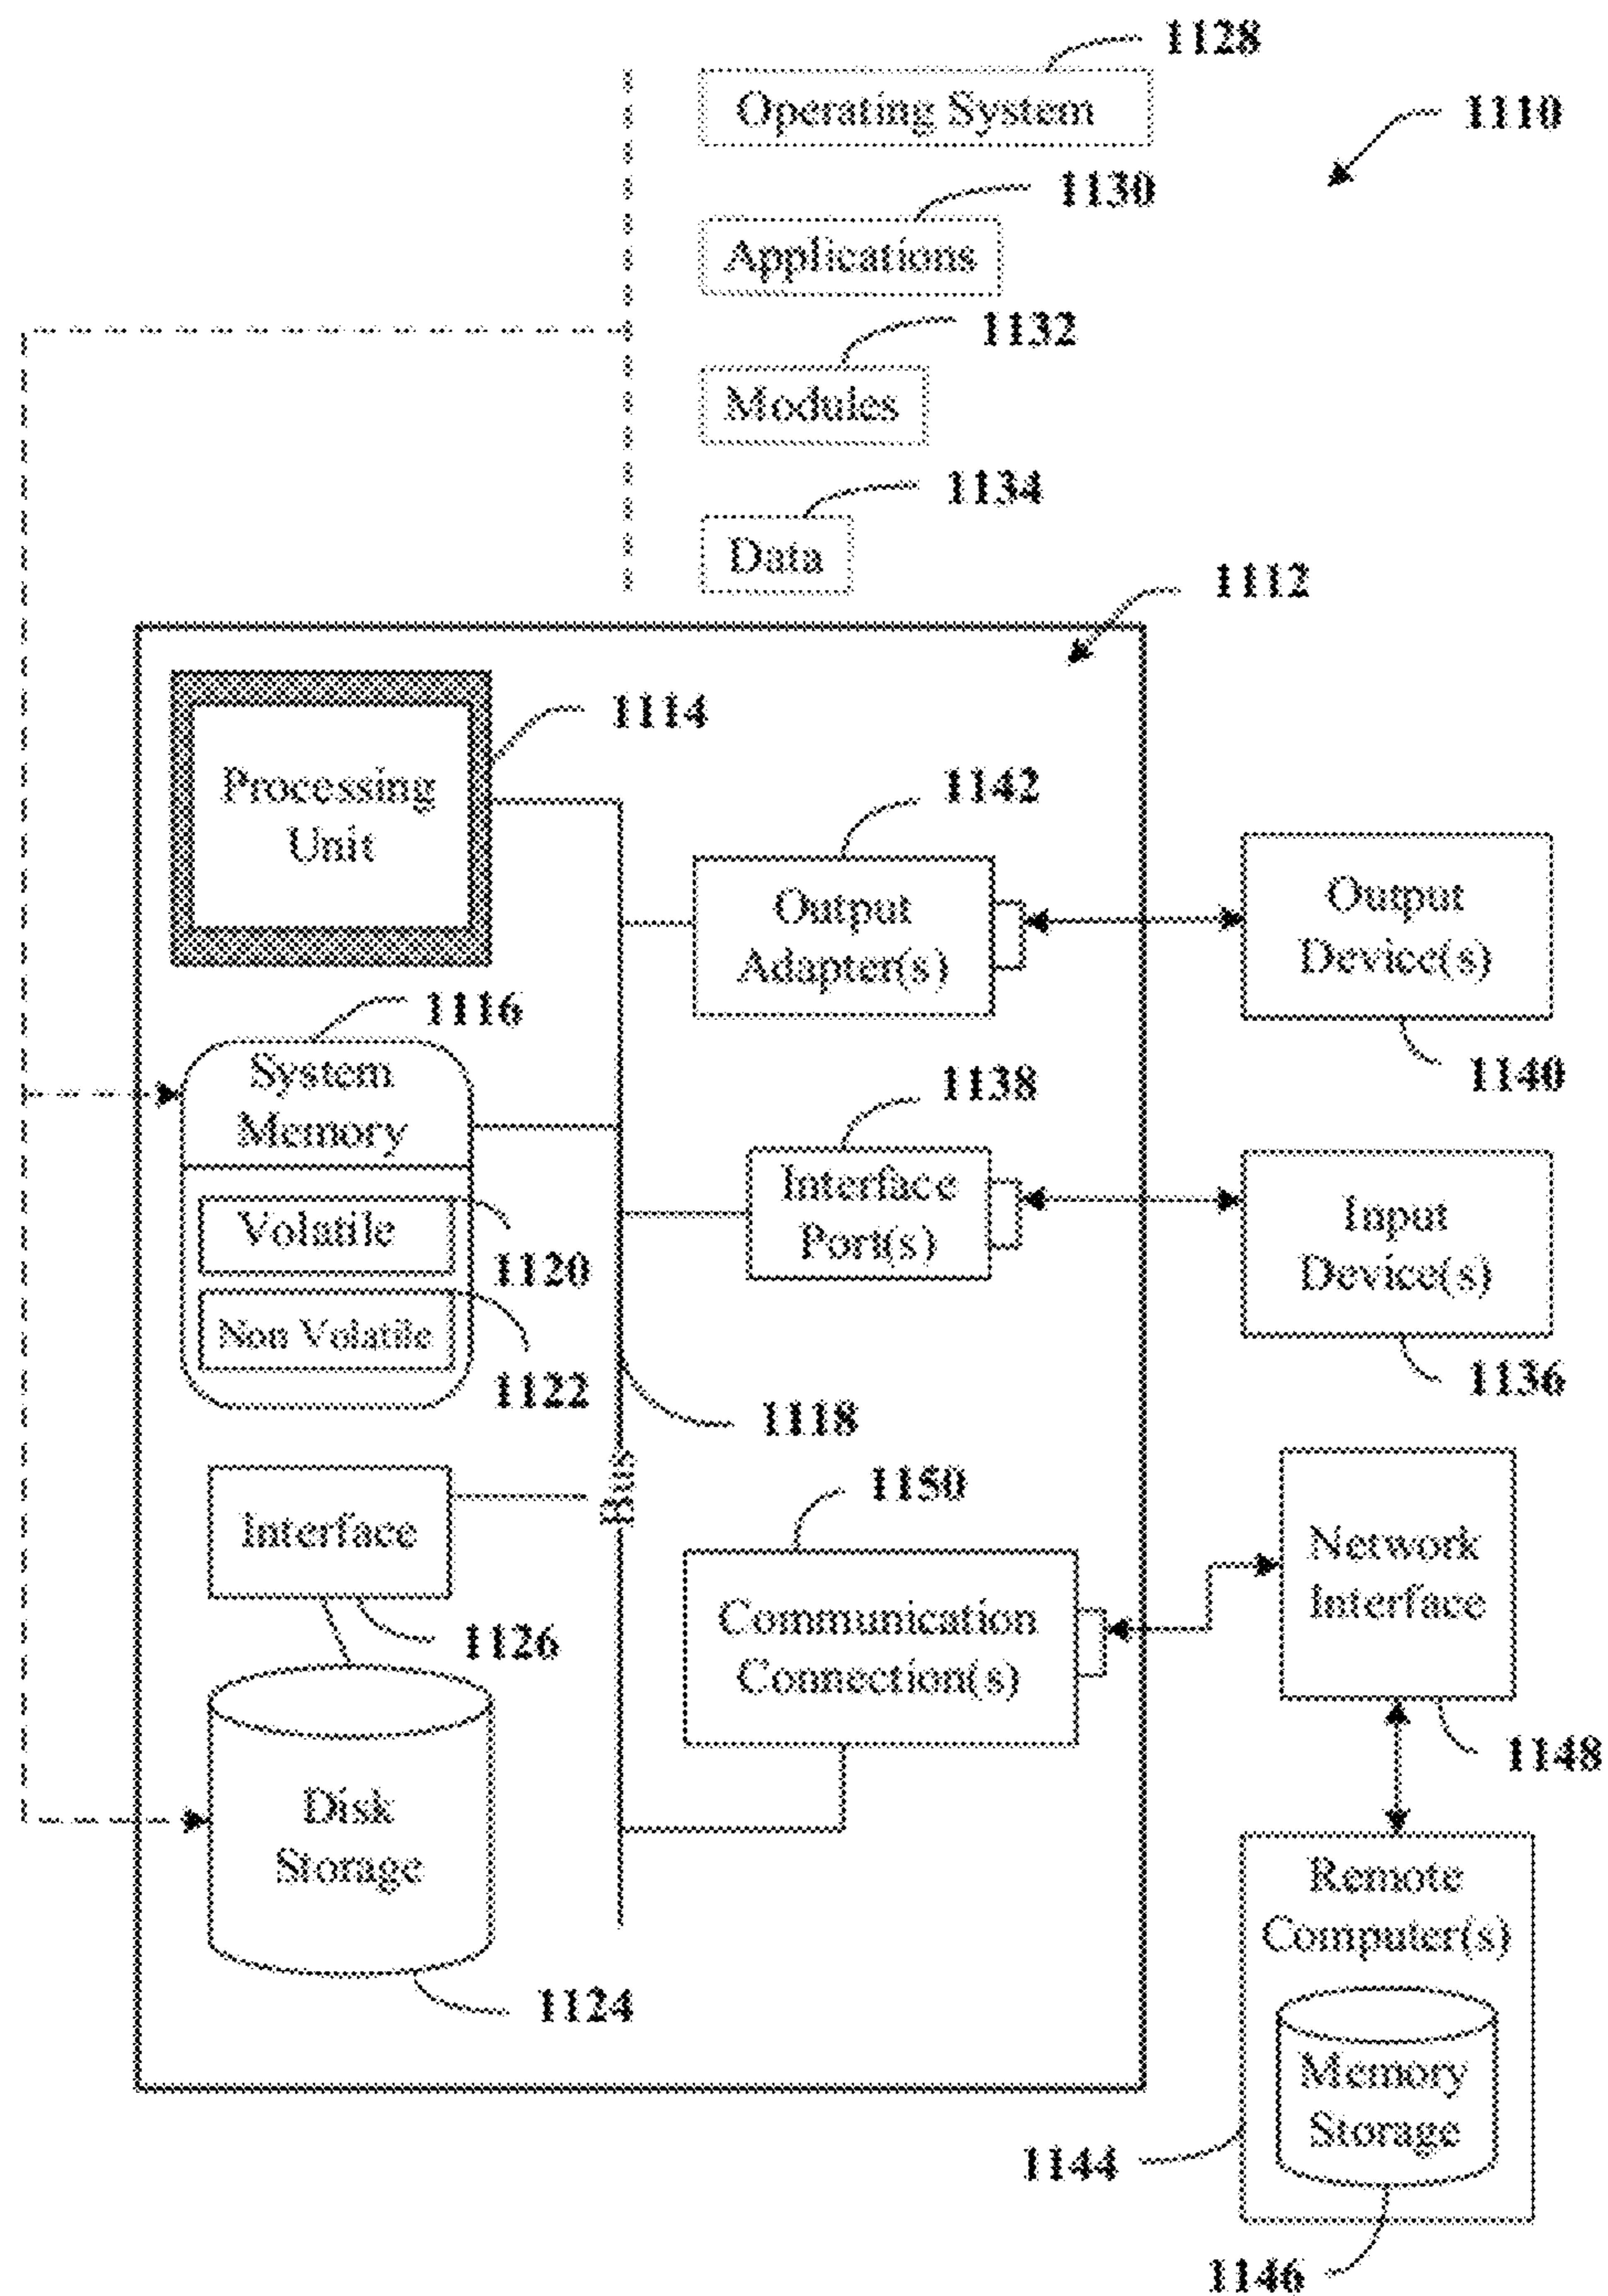 1128
Operating System
1110
1130
Applications
1132
Modules
1134
Data
1112
1114
Processing
Unit
1142
Output
Adapter(s)
Output
Device(s)
1140
1116
System
Memory
Volatile
1120
Non Volatile
1122
1138
Interface
Port(s)
Input
Device(s)
1136
1118
Bus
Interface
1126
1150
Communication
Connection(s)
Network
Interface
1148
Disk
Storage
1124
Remote
Computer(s)
Memory
Storage
1144
1146